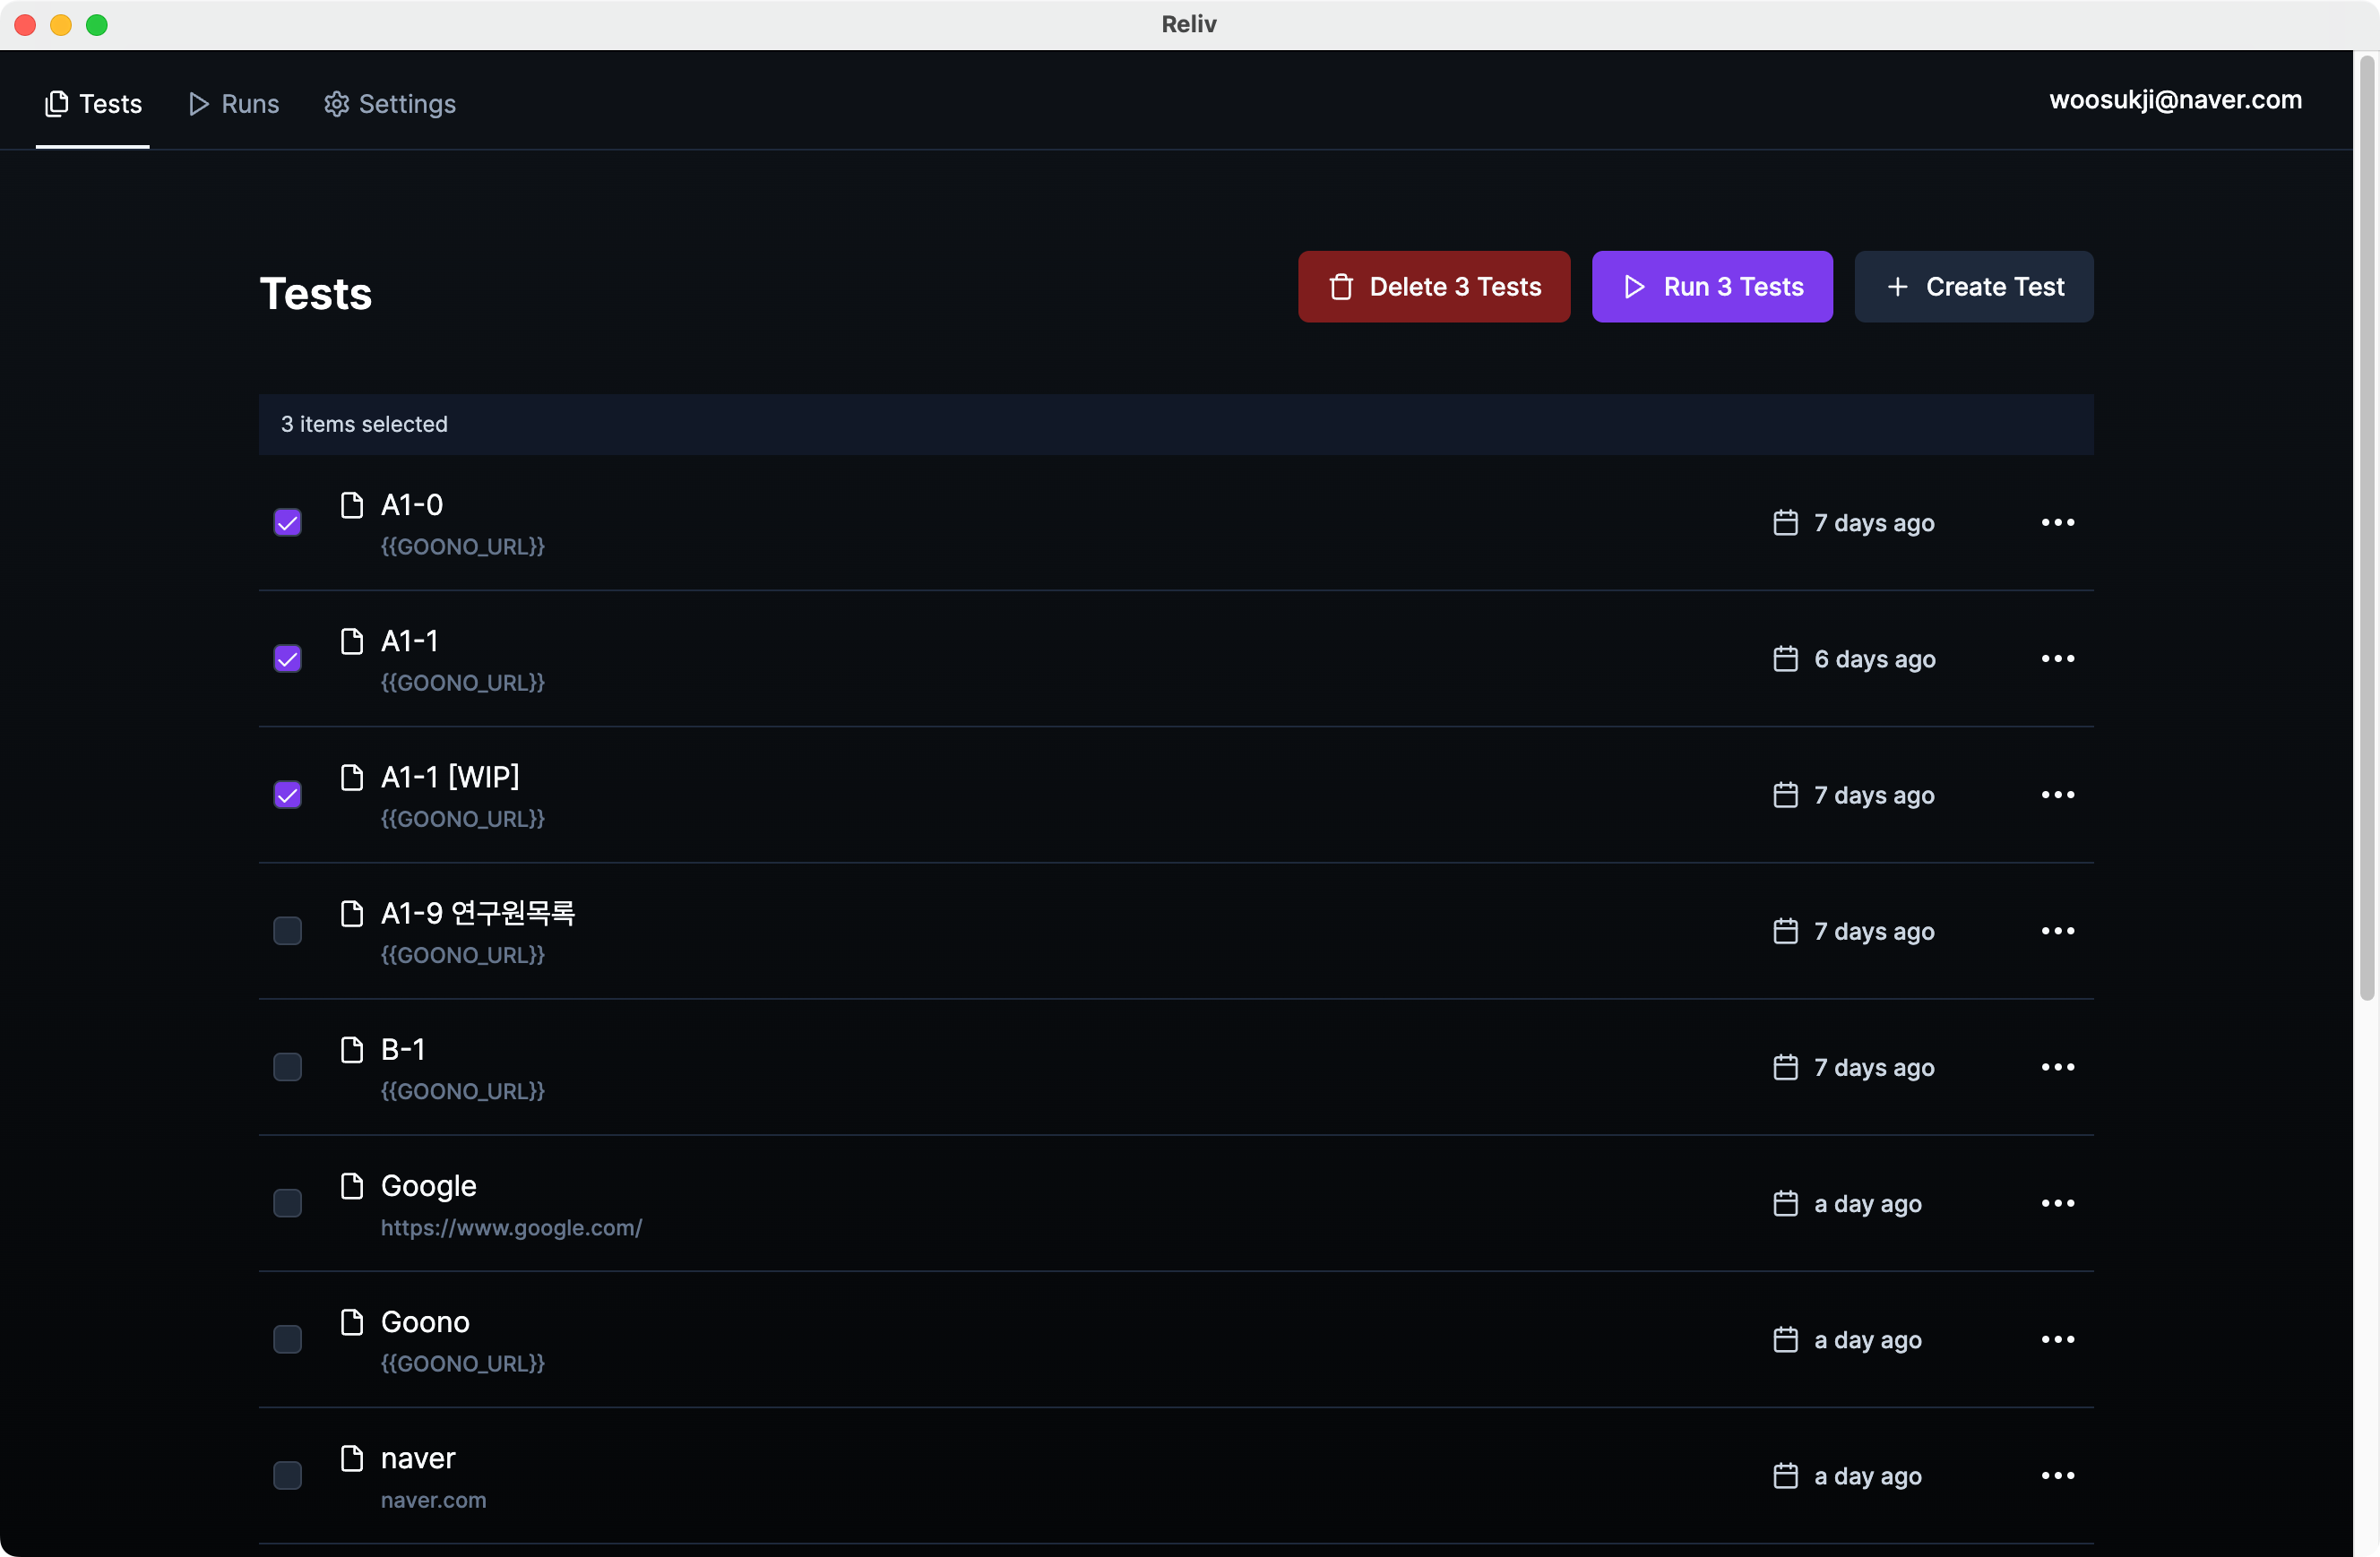 Reliv
Tests
Runs
Settings
woosukji@naver.com
Tests
Delete 3 Tests
Run 3 Tests
Create Test
3 items selected
A1-0
{{GOONO_URL}}
7 days ago
A1-1
{{GOONO_URL}}
6 days ago
A1-1 [WIP]
{{GOONO_URL}}
7 days ago
A1-9 연구원목록
{{GOONO_URL}}
7 days ago
B-1
{{GOONO_URL}}
7 days ago
Google
https://www.google.com/
a day ago
Goono
{{GOONO_URL}}
a day ago
naver
naver.com
a day ago